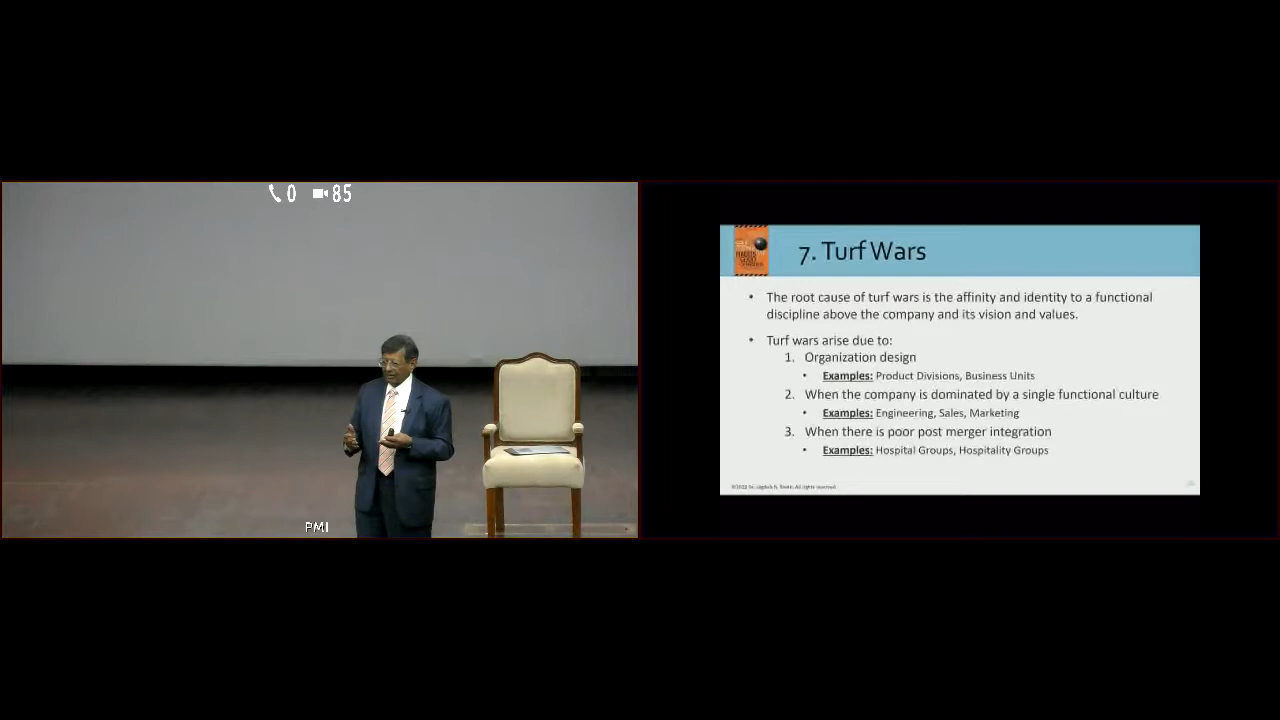 0 85
PMI
7. Turf Wars
• The root cause of turf wars is the affinity and identity to a functional
discipline above the company and its vision and values.
• Turf wars arise due to:
1. Organization design
• Examples: Product Divisions, Business Units
2. When the company is dominated by a single functional culture
• Examples: Engineering, Sales, Marketing
3. When there is poor post merger integration
• Examples: Hospital Groups, Hospitality Groups
All rights reserved.